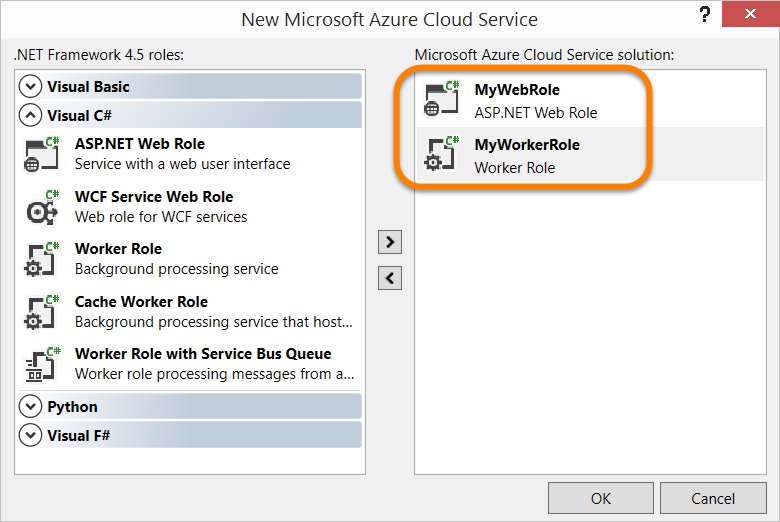 New Microsoft Azure Cloud Service
?
.NET Framework 4.5 roles:
Visual Basic
Visual C#
C#
ASP.NET Web Role
Service with a web user interface
C#
WCF Service Web Role
Web role for WCF services
C#
Worker Role
Background processing service
C#
Cache Worker Role
Background processing service that host...
C#
Worker Role with Service Bus Queue
Worker role processing messages from a...
Python
Visual F#
Microsoft Azure Cloud Service solution:
C#
MyWebRole
ASP.NET Web Role
C#
MyWorkerRole
Worker Role
OK
Cancel